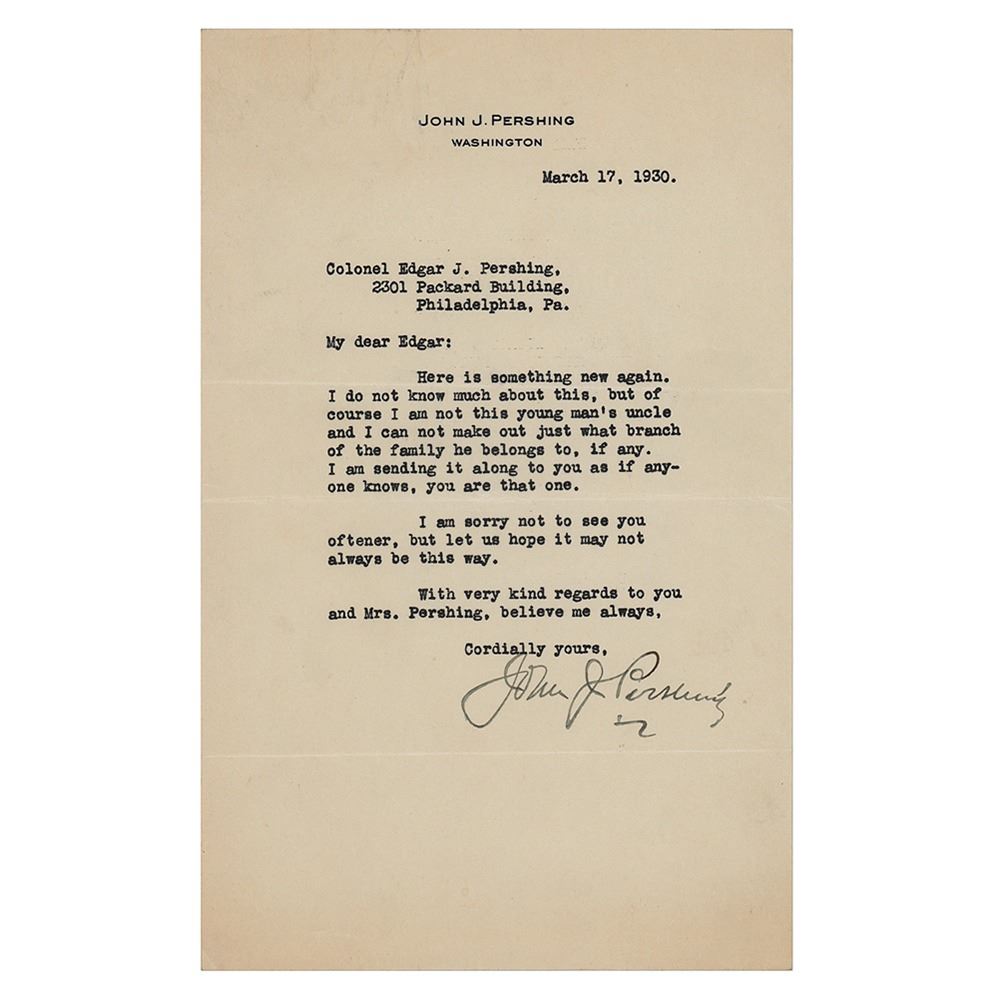 JOHN J. PERSHING
WASHINGTON
March 17, 1930.
Colonel Edgar J. Pershing,
2301 Packard Building,
Philadelphia, Pa.
My dear Edgar:
Here is something new again.
I do not know much about this, but of
course I am not this young man's uncle
and I can not make out just what branch
of the family he belongs to, if any.
I am sending it along to you as if any-
one knows, you are that one.
I am sorry not to see you
oftener, but let us hope it may not
always be this way.
With very kind regards to you
and Mrs. Pershing, believe me always,
Cordially yours,
John J Pershing